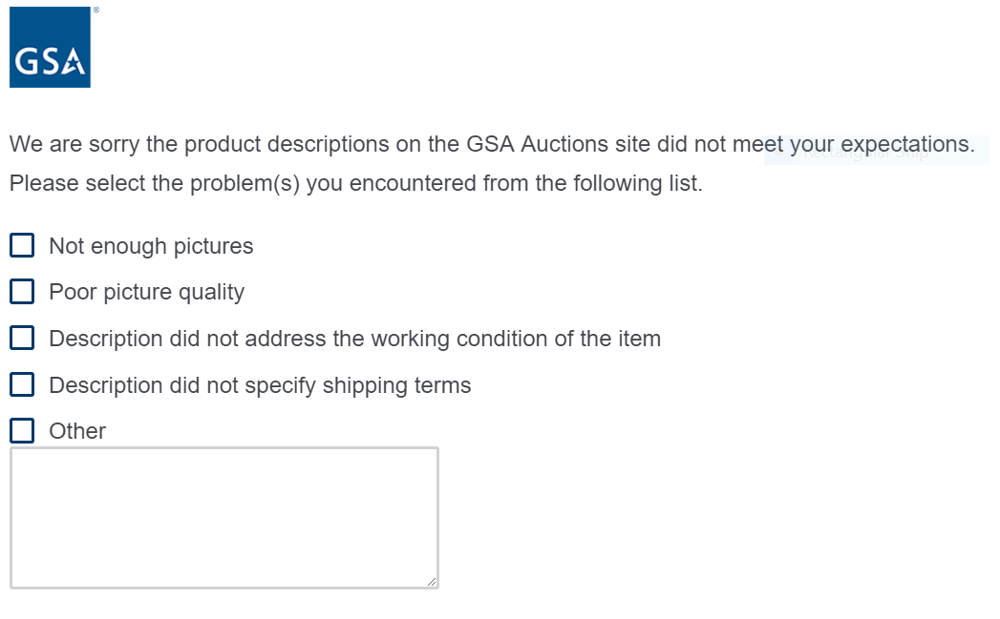 GSA®
We are sorry the product descriptions on the GSA Auctions site did not meet your expectations.
Please select the problem(s) you encountered from the following list.
Not enough pictures
Poor picture quality
Description did not address the working condition of the item
Description did not specify shipping terms
Other